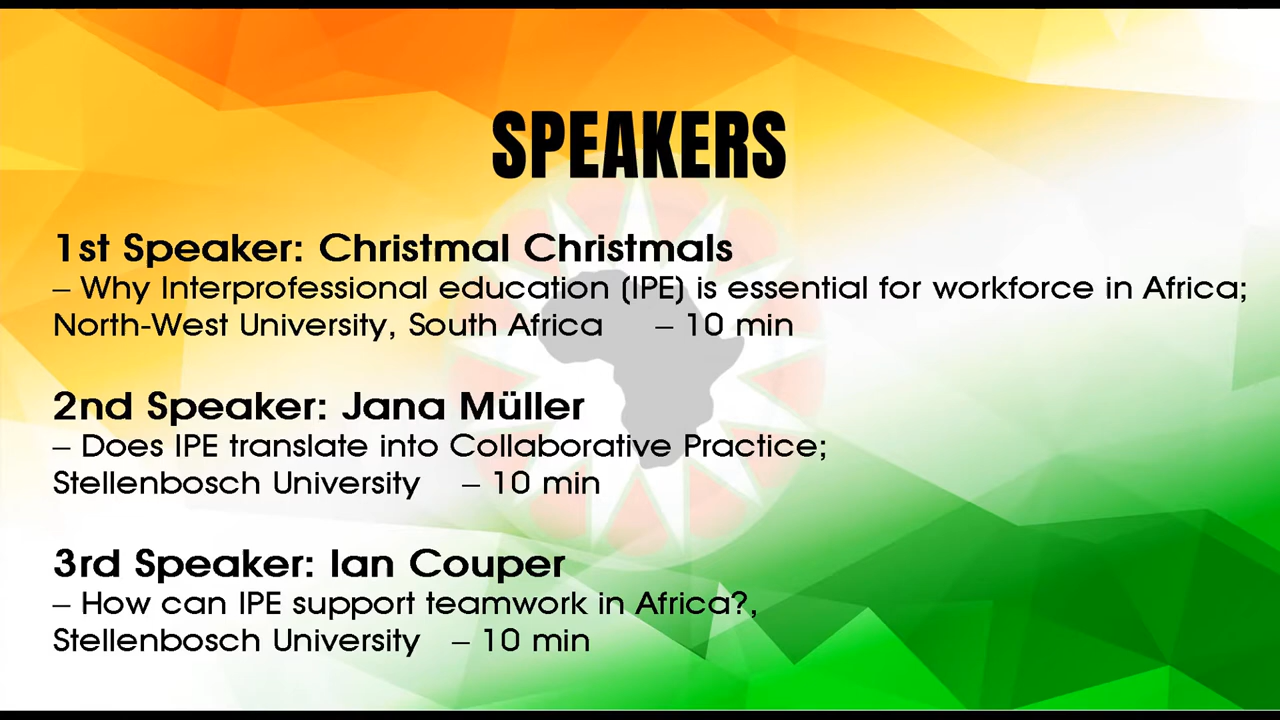 SPEAKERS
1st Speaker: Christmal Christmals
– Why Interprofessional education (IPE) is essential for workforce in Africa;
North-West University, South Africa – 10 min
2nd Speaker: Jana Müller
– Does IPE translate into Collaborative Practice;
Stellenbosch University – 10 min
3rd Speaker: Ian Couper
– How can IPE support teamwork in Africa?,
Stellenbosch University – 10 min